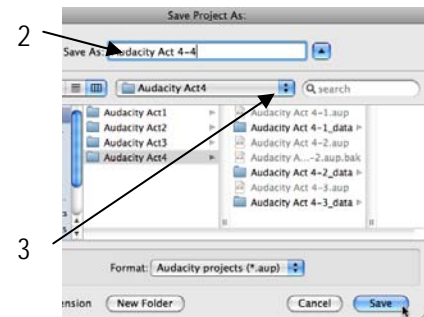 Save Project As:
2
Save As: Audacity Act 4-4
Audacity Act4
search
Audacity Act1
Audacity Act 4-1.aup
Audacity Act2
Audacity Act 4-1_data
Audacity Act3
Audacity Act 4-2.aup
Audacity Act4
Audacity A...-2.aup.bak
Audacity Act 4-2_data
Audacity Act 4-3.aup
Audacity Act 4-3_data
3
Format: Audacity projects (*.aup)
ension
New Folder
Cancel
Save